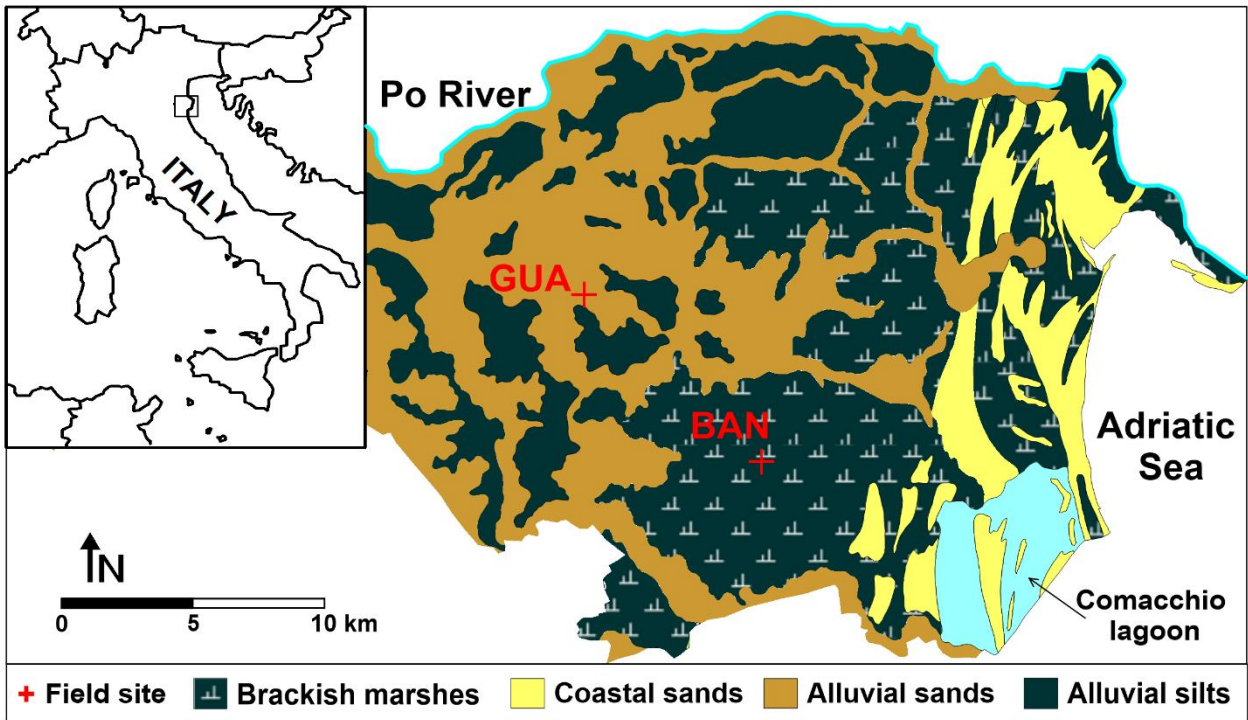 ITALY
Po River
GUA
BAN
Adriatic
Sea
N
0 5 10 km
Comacchio
lagoon
Field site
Brackish marshes
Coastal sands
Alluvial sands
Alluvial silts